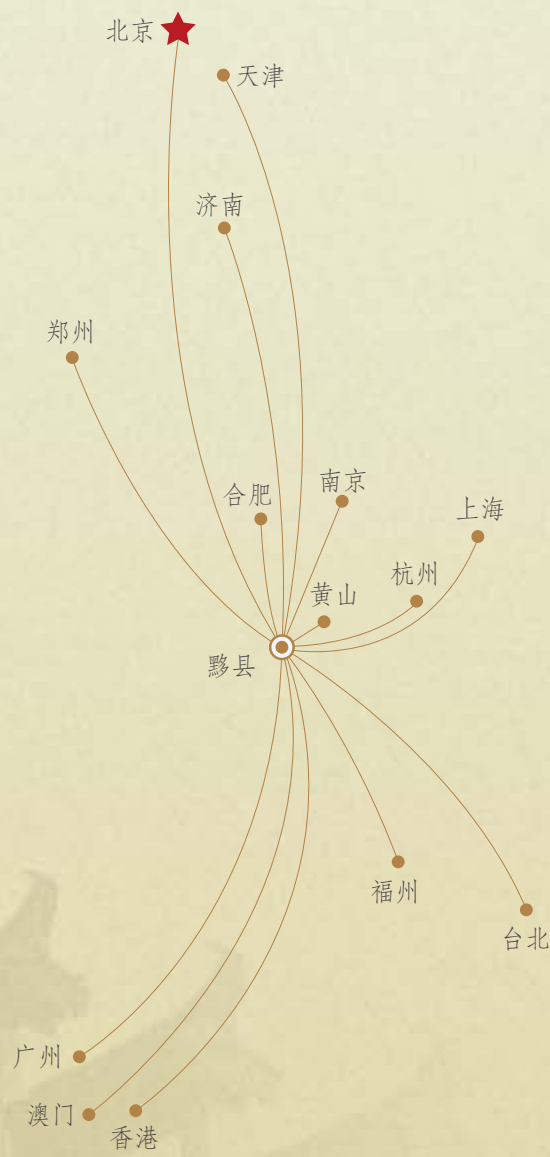 北京
天津
济南
郑州
南京
合肥
上海
杭州
黄山
黟县
福州
台北
广州
澳门
香港